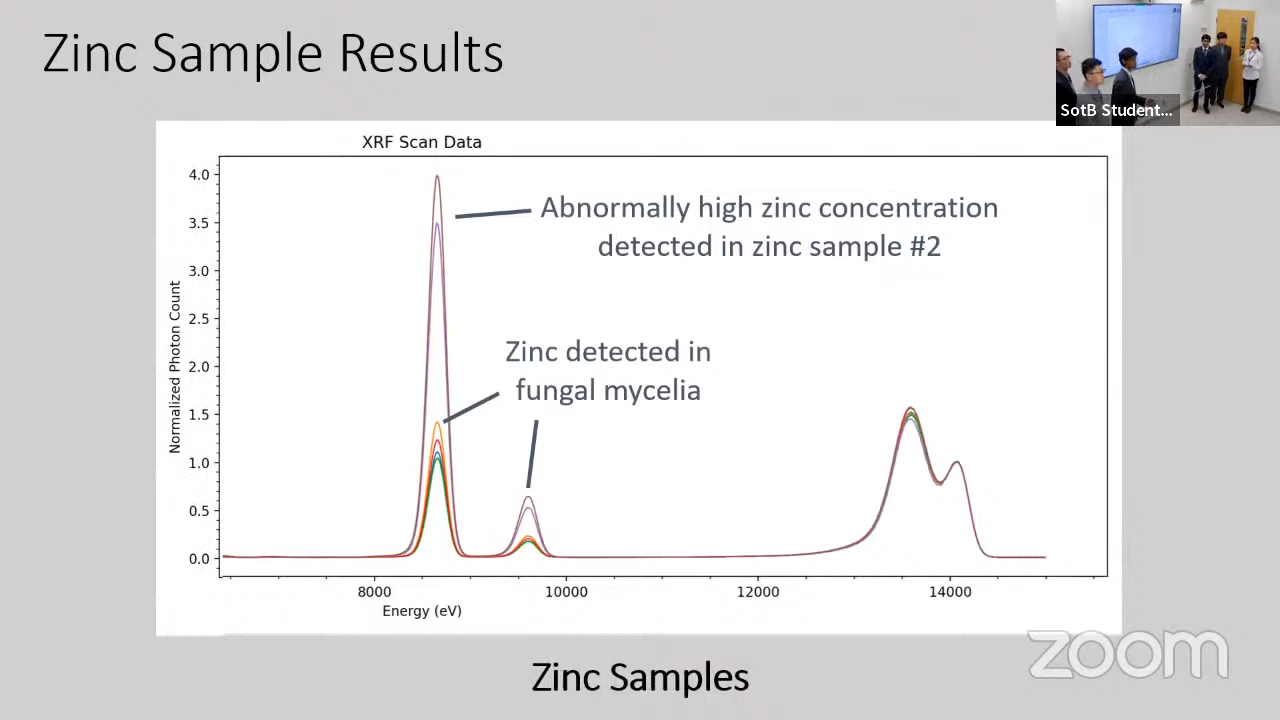 Zinc Sample Results
SotB Student...
XRF Scan Data
Abnormally high zinc concentration
detected in zinc sample #2
Zinc detected in
fungal mycelia
Normalized Photon Count
4.0
3.5
3.0
2.5
2.0
1.5
1.0
0.5
0.0
8000
10000
12000
14000
Energy (eV)
Zinc Samples
zoom